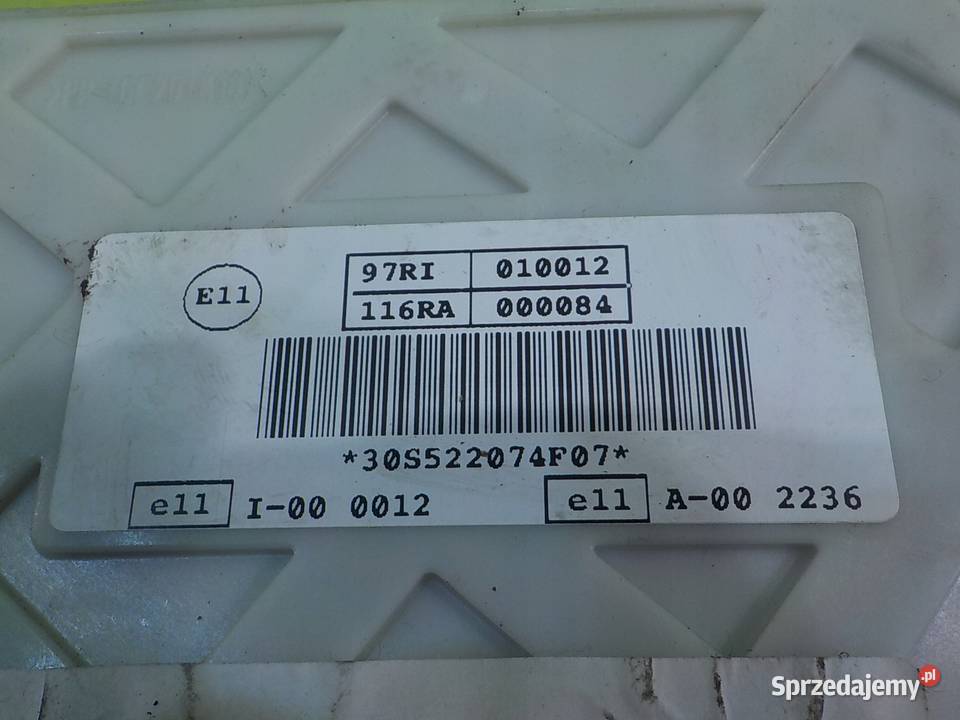 E11
97RI 010012
116RA 000084
*30S522074F07*
e11 I-00 0012
e11 A-00 2236
Sprzedajemy.pl